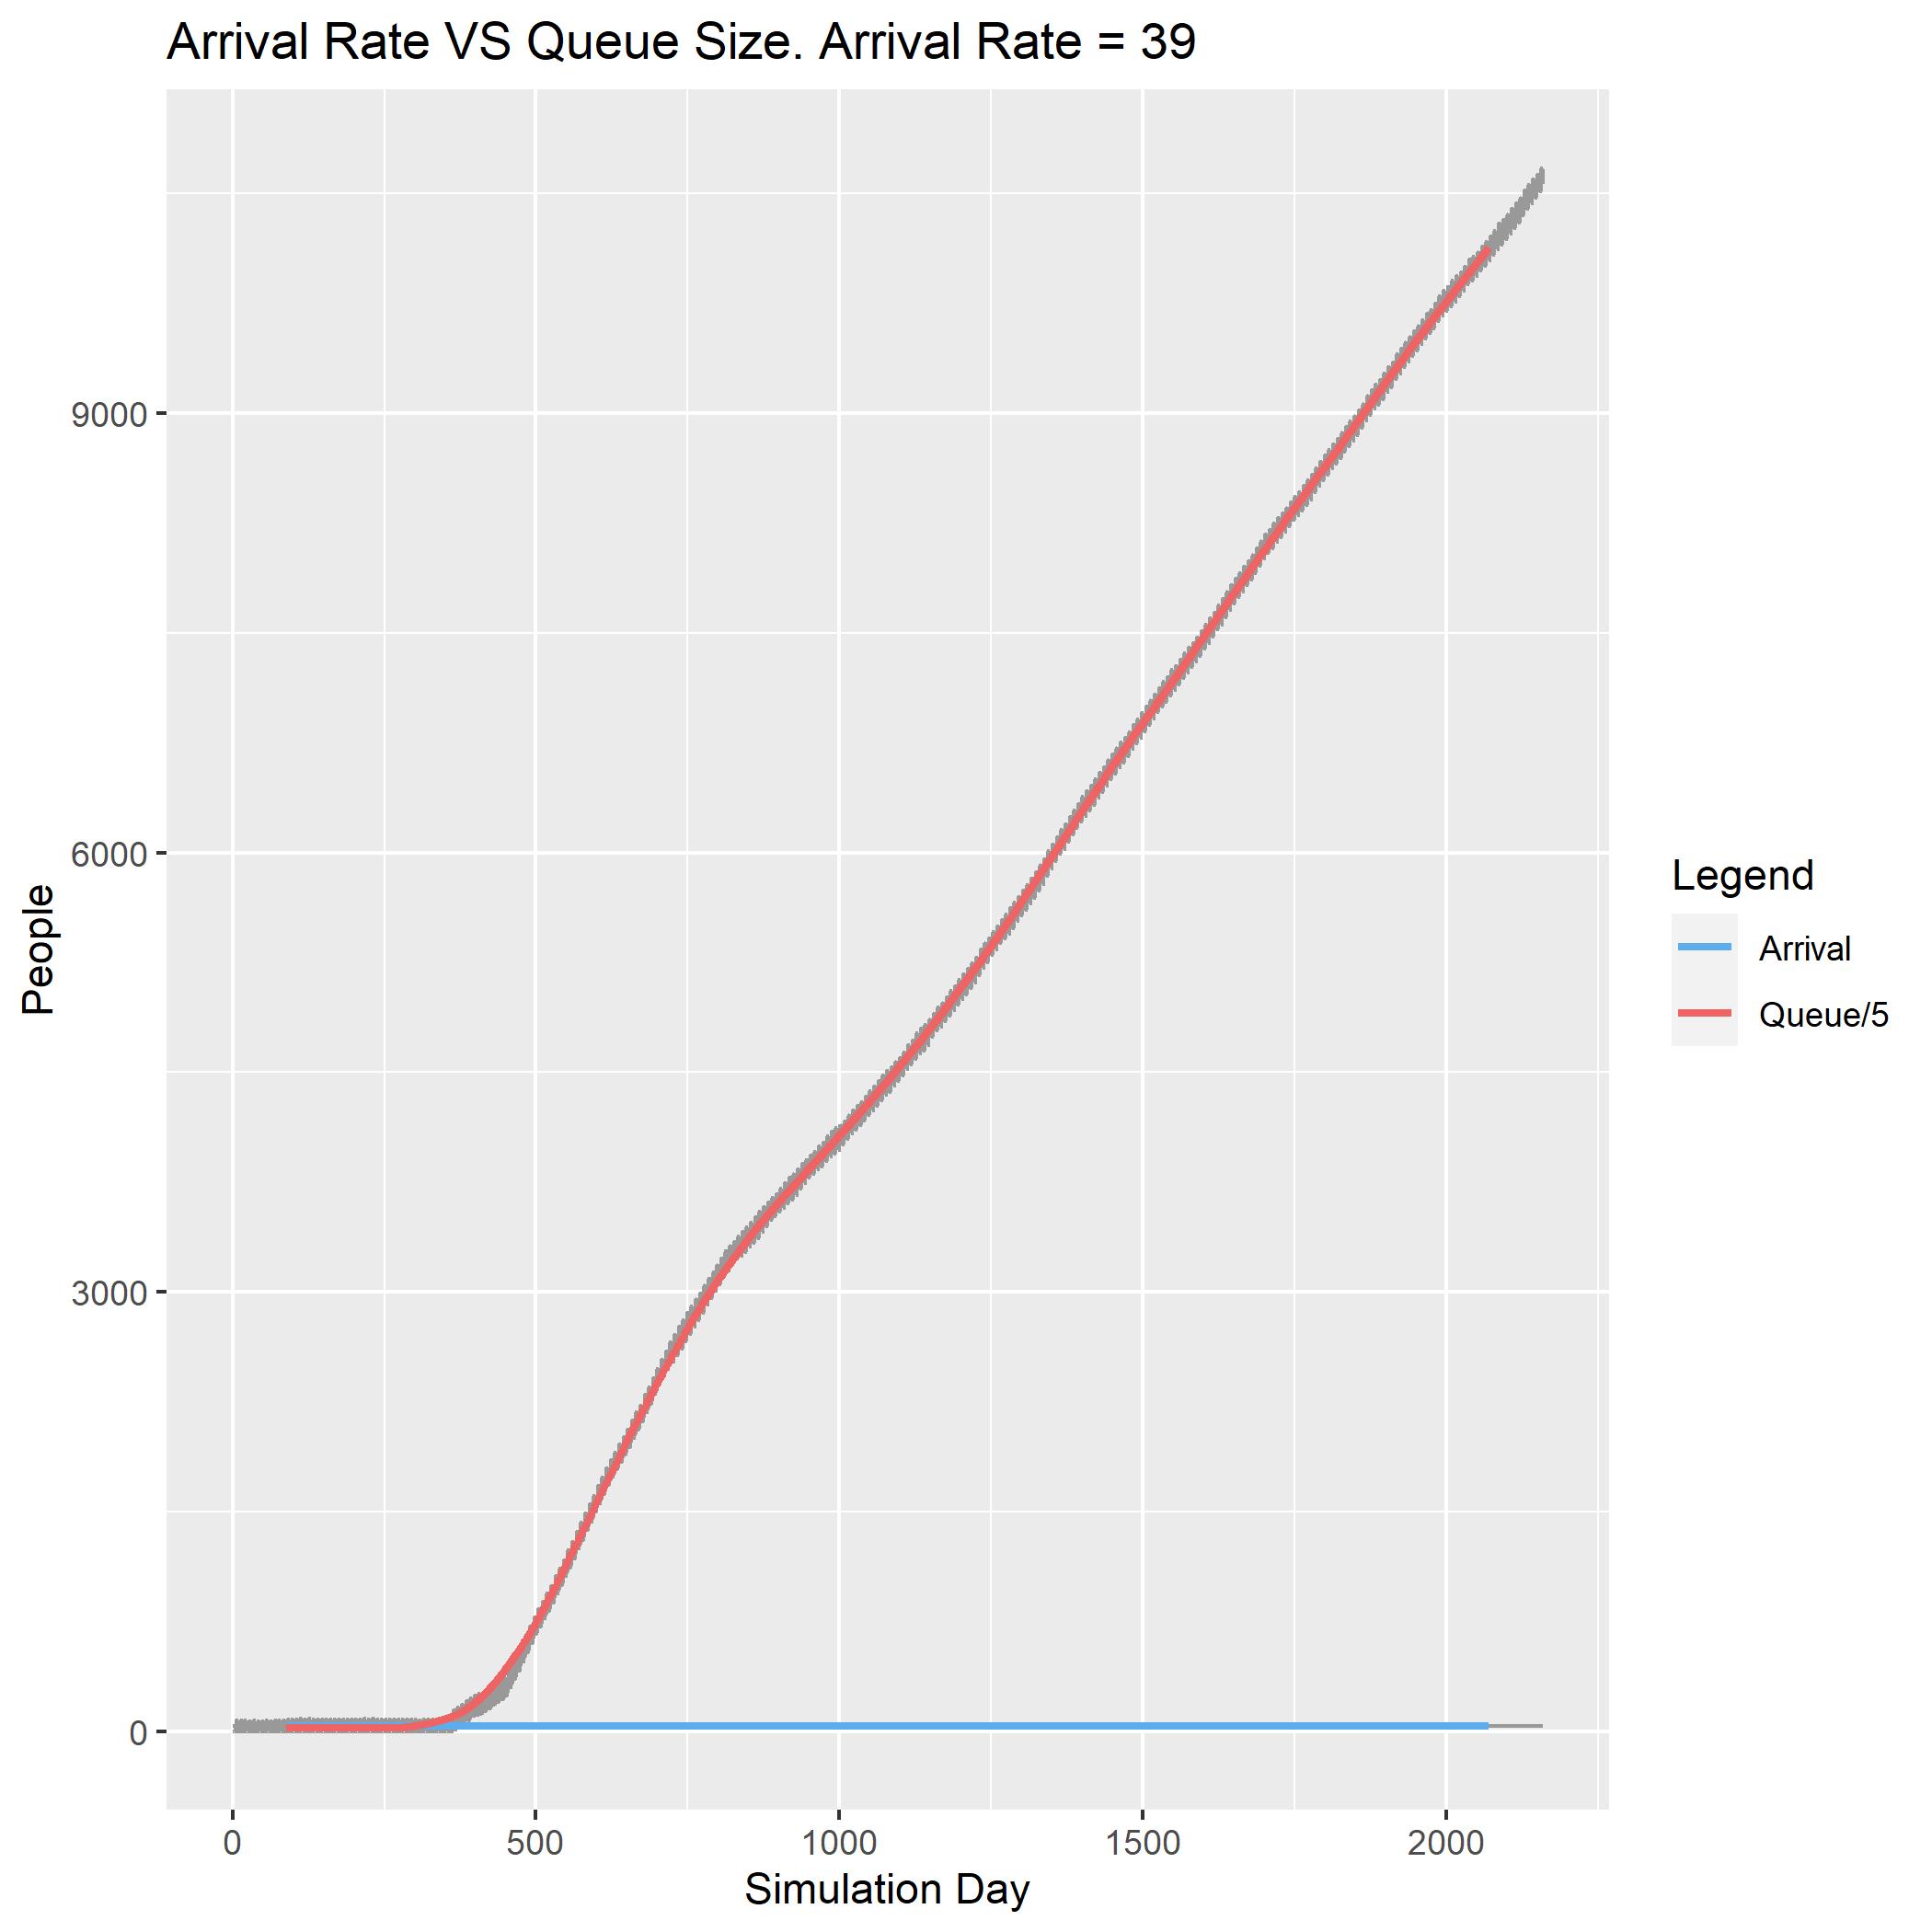 Arrival Rate VS Queue Size. Arrival Rate = 39
People
9000
6000
3000
0
0
500
1000
1500
2000
Simulation Day
Legend
Arrival
Queue/5